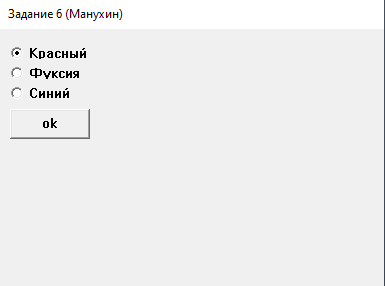 Задание 6 (Манухин)
Красный
Фуксия
Синий
ok